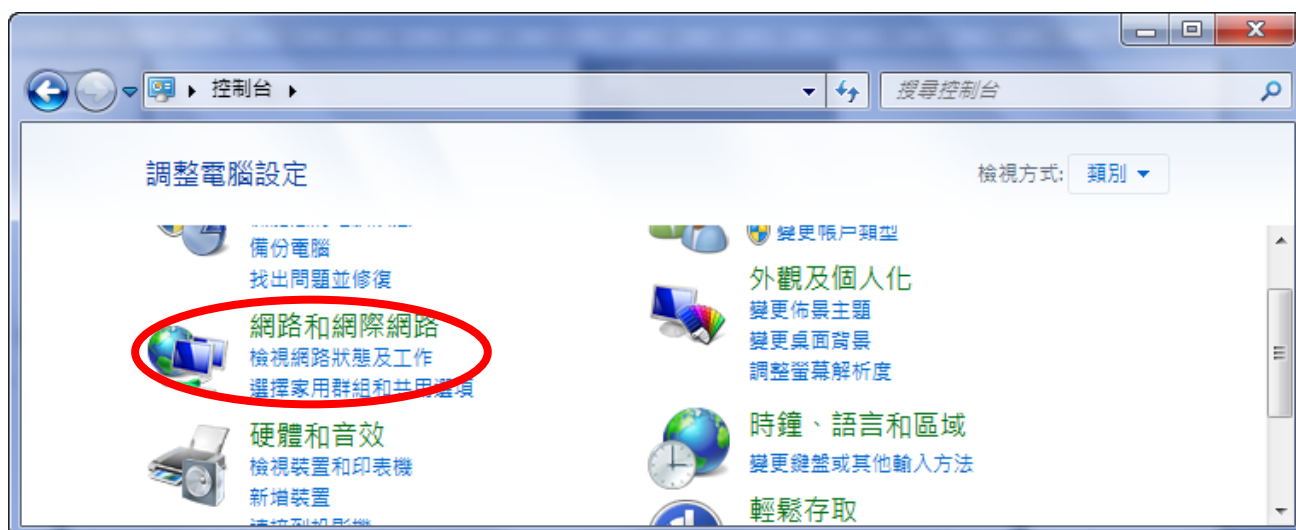 控制台
搜尋控制台
調整電腦設定
檢視方式: 類別
備份電腦
找出問題並修復
網路和網際網路
檢視網路狀態及工作
選擇家用群組和共用選項
硬體和音效
檢視裝置和印表機
新增裝置
連接到投影機
變更帳戶類型
外觀及個人化
變更佈景主題
變更桌面背景
調整螢幕解析度
時鐘、語言和區域
變更鍵盤或其他輸入方法
輕鬆存取